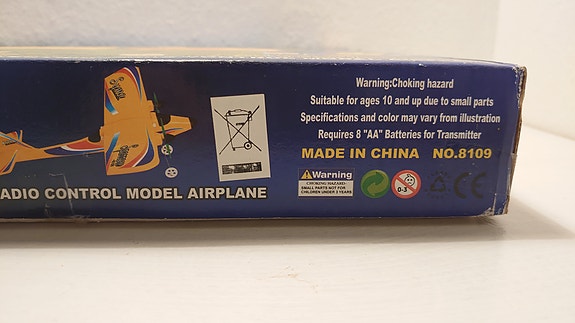 Warning:Choking hazard
Suitable for ages 10 and up due to small parts
Specifications and color may vary from illustration
Requires 8 "AA" Batteries for Transmitter
MADE IN CHINA NO.8109
Warning
CHOKING HAZARD
SMALL PARTS NOT FOR
CHILDREN UNDER 3 YEARS
0-3
CE
ADIO CONTROL MODEL AIRPLANE